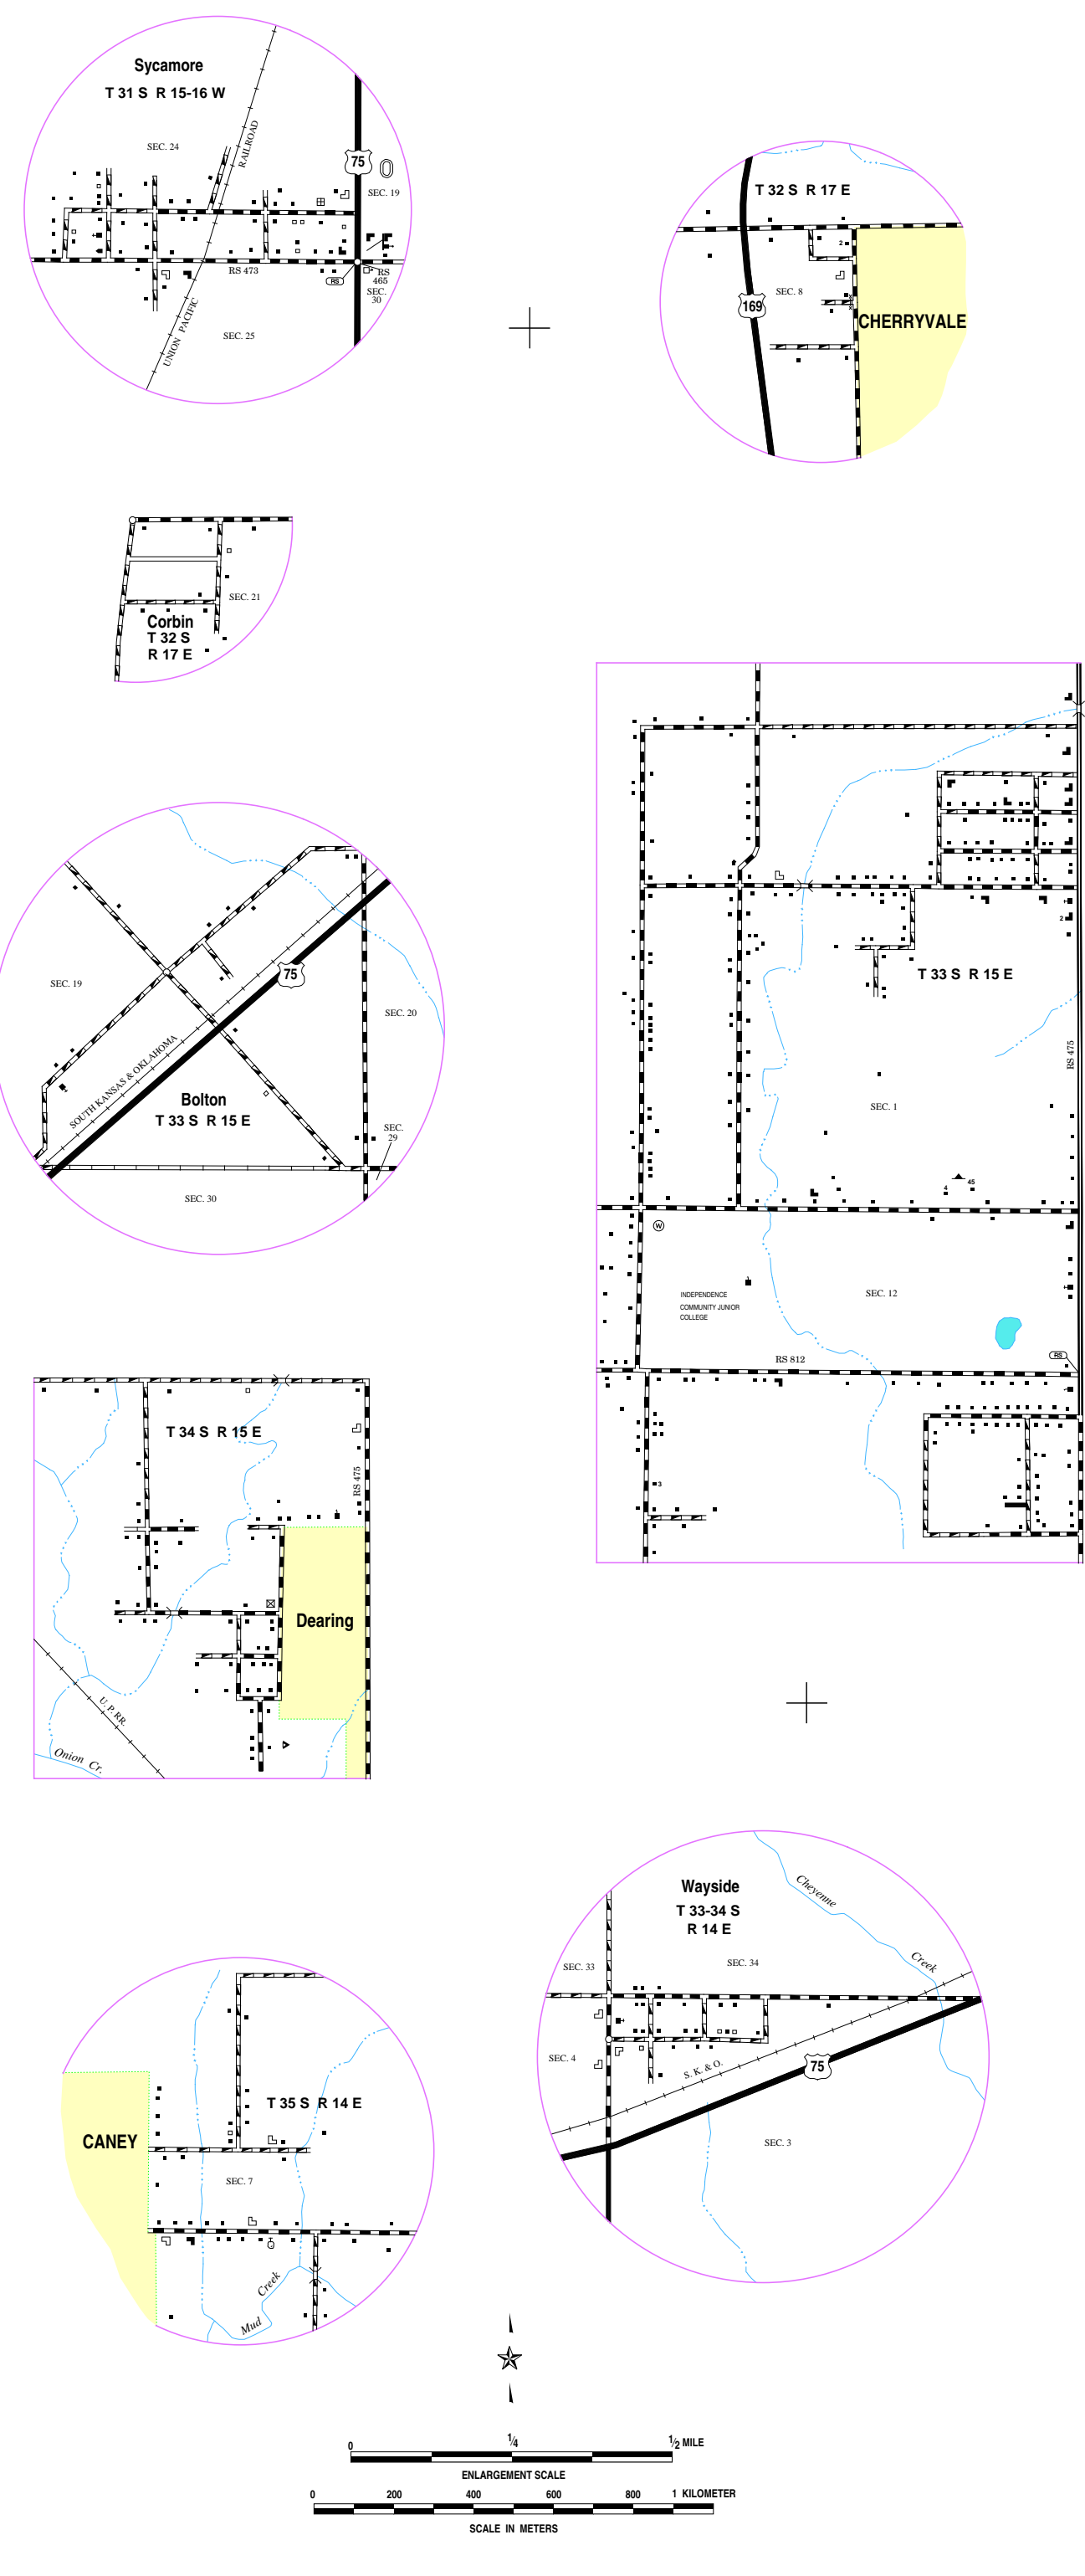 Sycamore
T 31 S R 15-16 W
SEC. 24
RAILROAD
75
SEC. 19
RS 473
RS
RS
465
SEC.
30
UNION PACIFIC
SEC. 25
T 32 S R 17 E
2
SEC. 8
169
CHERRYVALE
SEC. 21
Corbin
T 32 S
R 17 E
T 33 S R 15 E
2
RS 475
SEC. 1
4
45
W
INDEPENDENCE
COMMUNITY JUNIOR
COLLEGE
SEC. 12
RS 812
RS
3
SEC. 19
75
SEC. 20
SOUTH KANSAS & OKLAHOMA
Bolton
T 33 S R 15 E
SEC.
29
SEC. 30
T 34 S R 15 E
RS 475
Dearing
U. P. RR.
Onion Cr.
Wayside
T 33-34 S
R 14 E
Cheyenne
Creek
SEC. 33
SEC. 34
SEC. 4
S. K. & O.
75
SEC. 3
T 35 S R 14 E
CANEY
SEC. 7
Mud
Creek
0 1/4 1/2 MILE
ENLARGEMENT SCALE
0 200 400 600 800 1 KILOMETER
SCALE IN METERS